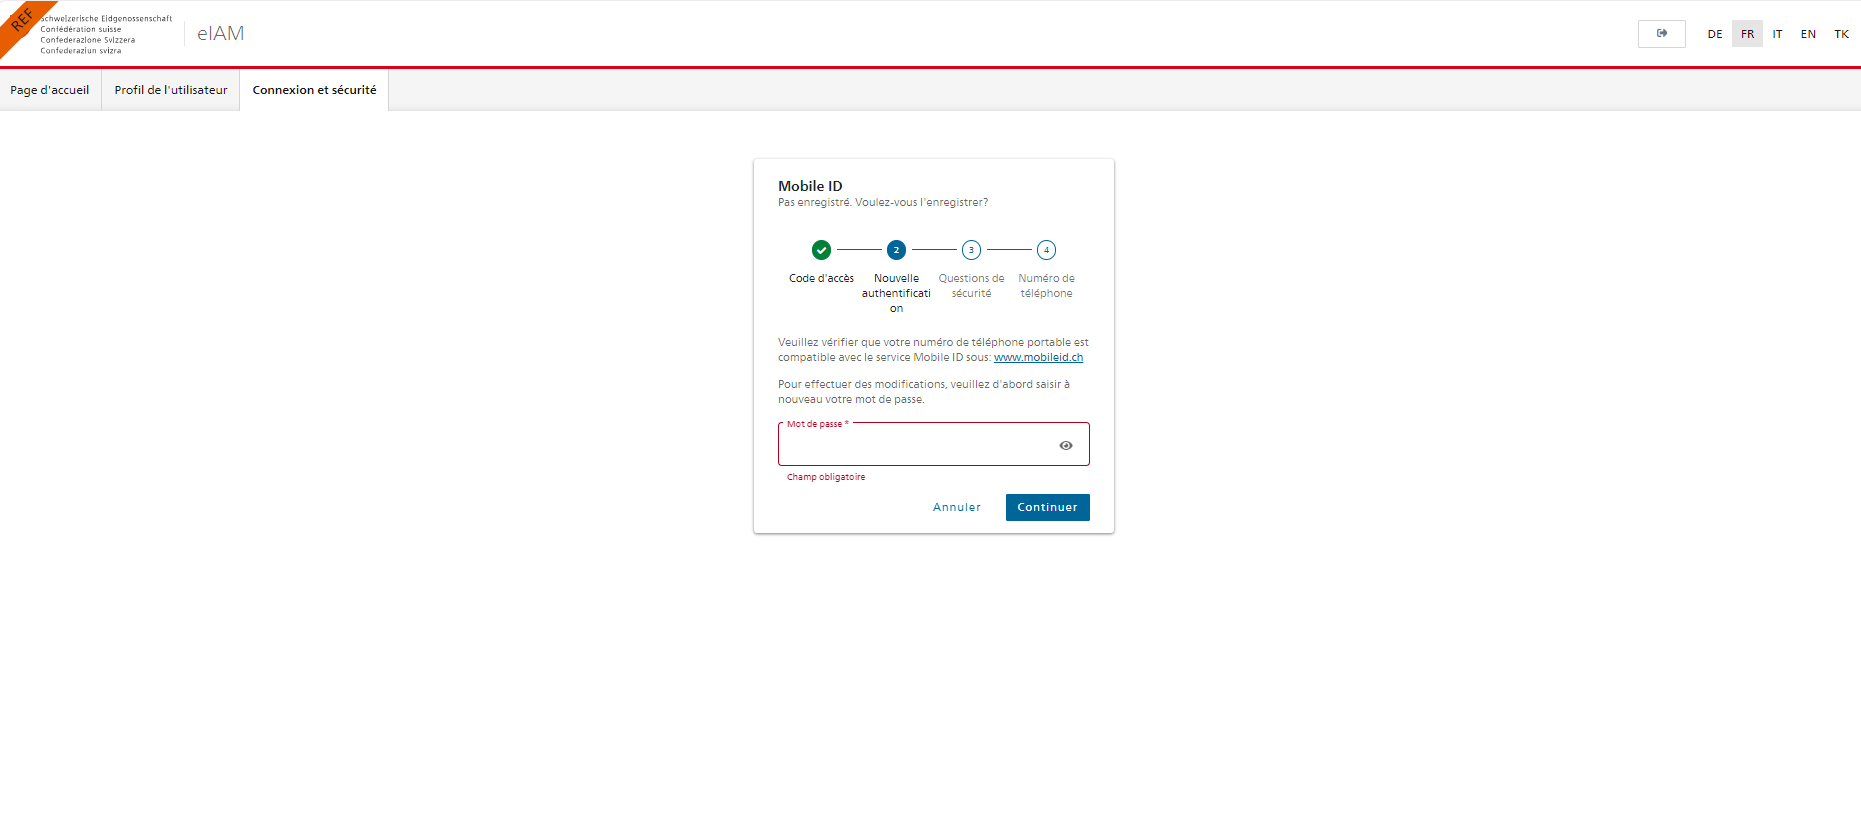 REF
Schweizerische Eidgenossenschaft
Confédération suisse
Confederazione Svizzera
Confederaziun svizra
eIAM
DE FR IT EN TK
Page d'accueil Profil de l'utilisateur Connexion et sécurité
Mobile ID
Pas enregistré. Voulez-vous l'enregistrer?
2 3 4
Code d'accès Nouvelle Questions de Numéro de
authentificati sécurité téléphone
on
Veuillez vérifier que votre numéro de téléphone portable est
compatible avec le service Mobile ID sous: www.mobileid.ch
Pour effectuer des modifications, veuillez d'abord saisir à
nouveau votre mot de passe.
Mot de passe *
Champ obligatoire
Annuler Continuer